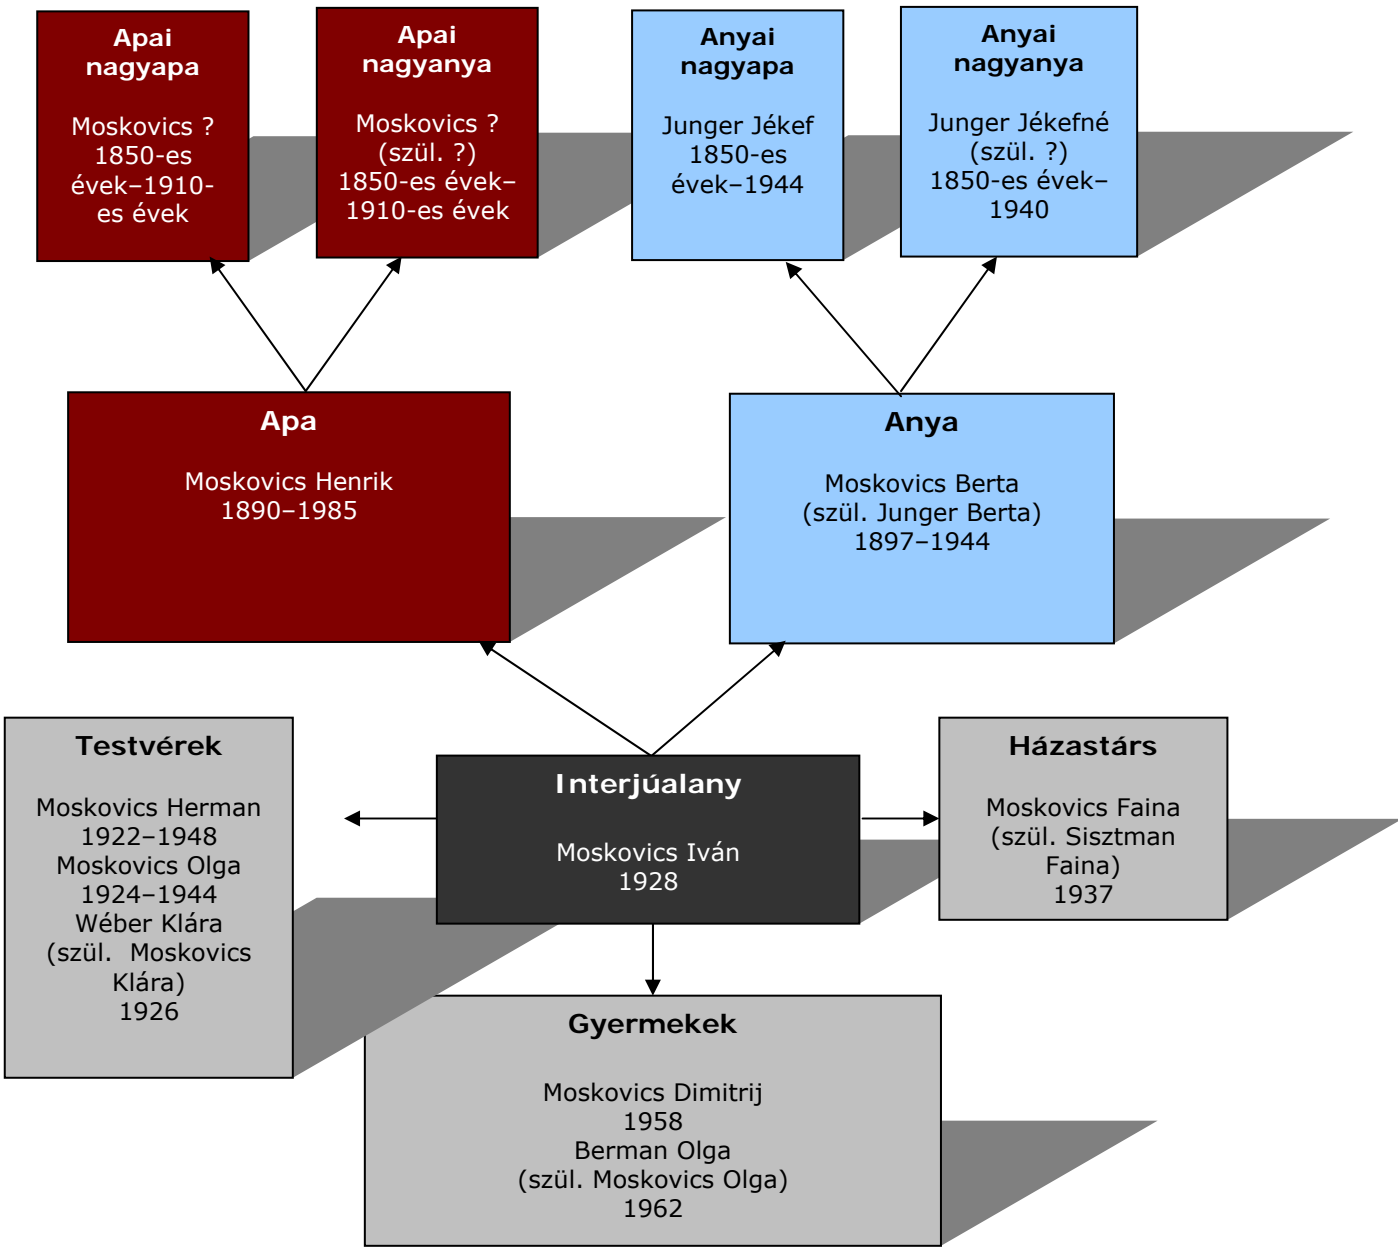 Apai
nagyapa
Moskovics ?
1850-es
évek–1910-
es évek
Apai
nagyanya
Moskovics ?
(szül. ?)
1850-es évek–
1910-es évek
Anyai
nagyapa
Junger Jékef
1850-es
évek–1944
Anyai
nagyanya
Junger Jékefné
(szül. ?)
1850-es évek–
1940
Apa
Moskovics Henrik
1890–1985
Anya
Moskovics Berta
(szül. Junger Berta)
1897–1944
Testvérek
Moskovics Herman
1922–1948
Moskovics Olga
1924–1944
Wéber Klára
(szül. Moskovics
Klára)
1926
Interjúalany
Moskovics Iván
1928
Házastárs
Moskovics Faina
(szül. Sisztman
Faina)
1937
Gyermekek
Moskovics Dimitrij
1958
Berman Olga
(szül. Moskovics Olga)
1962